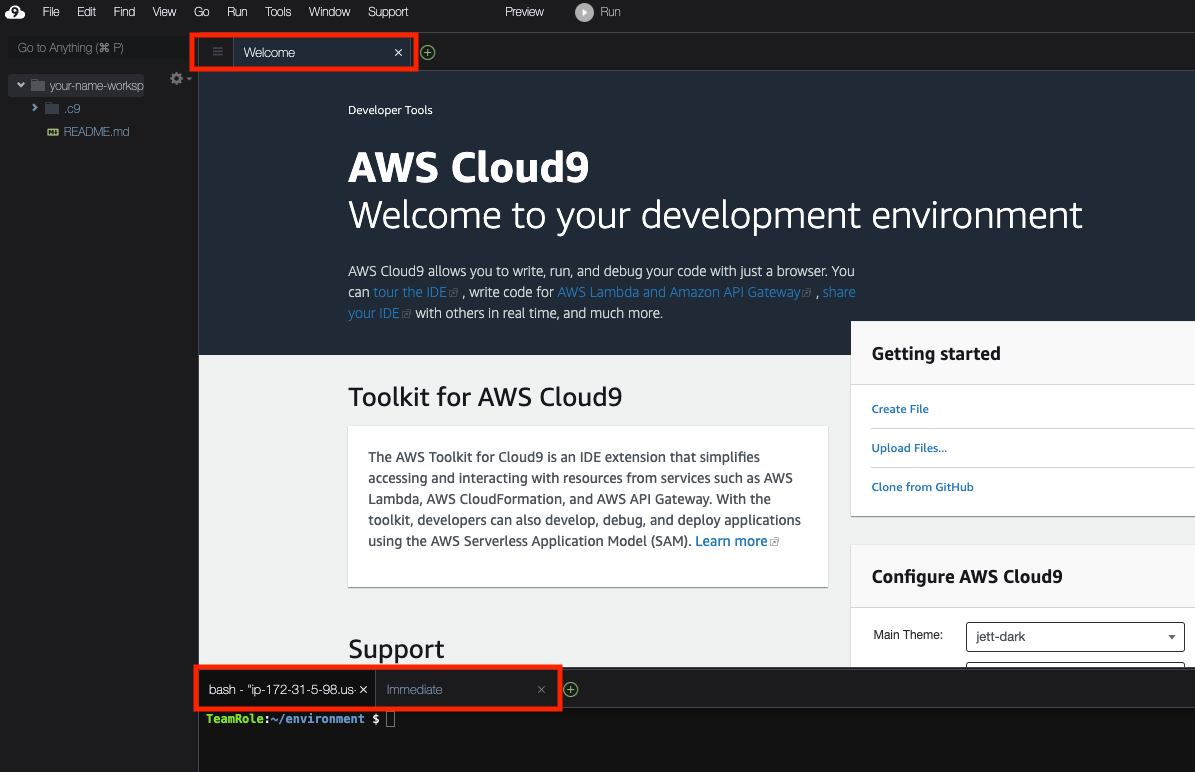 File Edit Find View Go Run Tools Window Support Preview Run
Go to Anything (⌘ P)
Welcome
your-name-worksp
.c9
README.md
Developer Tools
AWS Cloud9
Welcome to your development environment
AWS Cloud9 allows you to write, run, and debug your code with just a browser. You
can tour the IDE , write code for AWS Lambda and Amazon API Gateway , share
your IDE with others in real time, and much more.
Toolkit for AWS Cloud9
The AWS Toolkit for Cloud9 is an IDE extension that simplifies
accessing and interacting with resources from services such as AWS
Lambda, AWS CloudFormation, and AWS API Gateway. With the
toolkit, developers can also develop, debug, and deploy applications
using the AWS Serverless Application Model (SAM). Learn more
Support
Getting started
Create File
Upload Files...
Clone from GitHub
Configure AWS Cloud9
Main Theme: jett-dark
bash - "ip-172-31-5-98.us-
Immediate
TeamRole:~/environment $